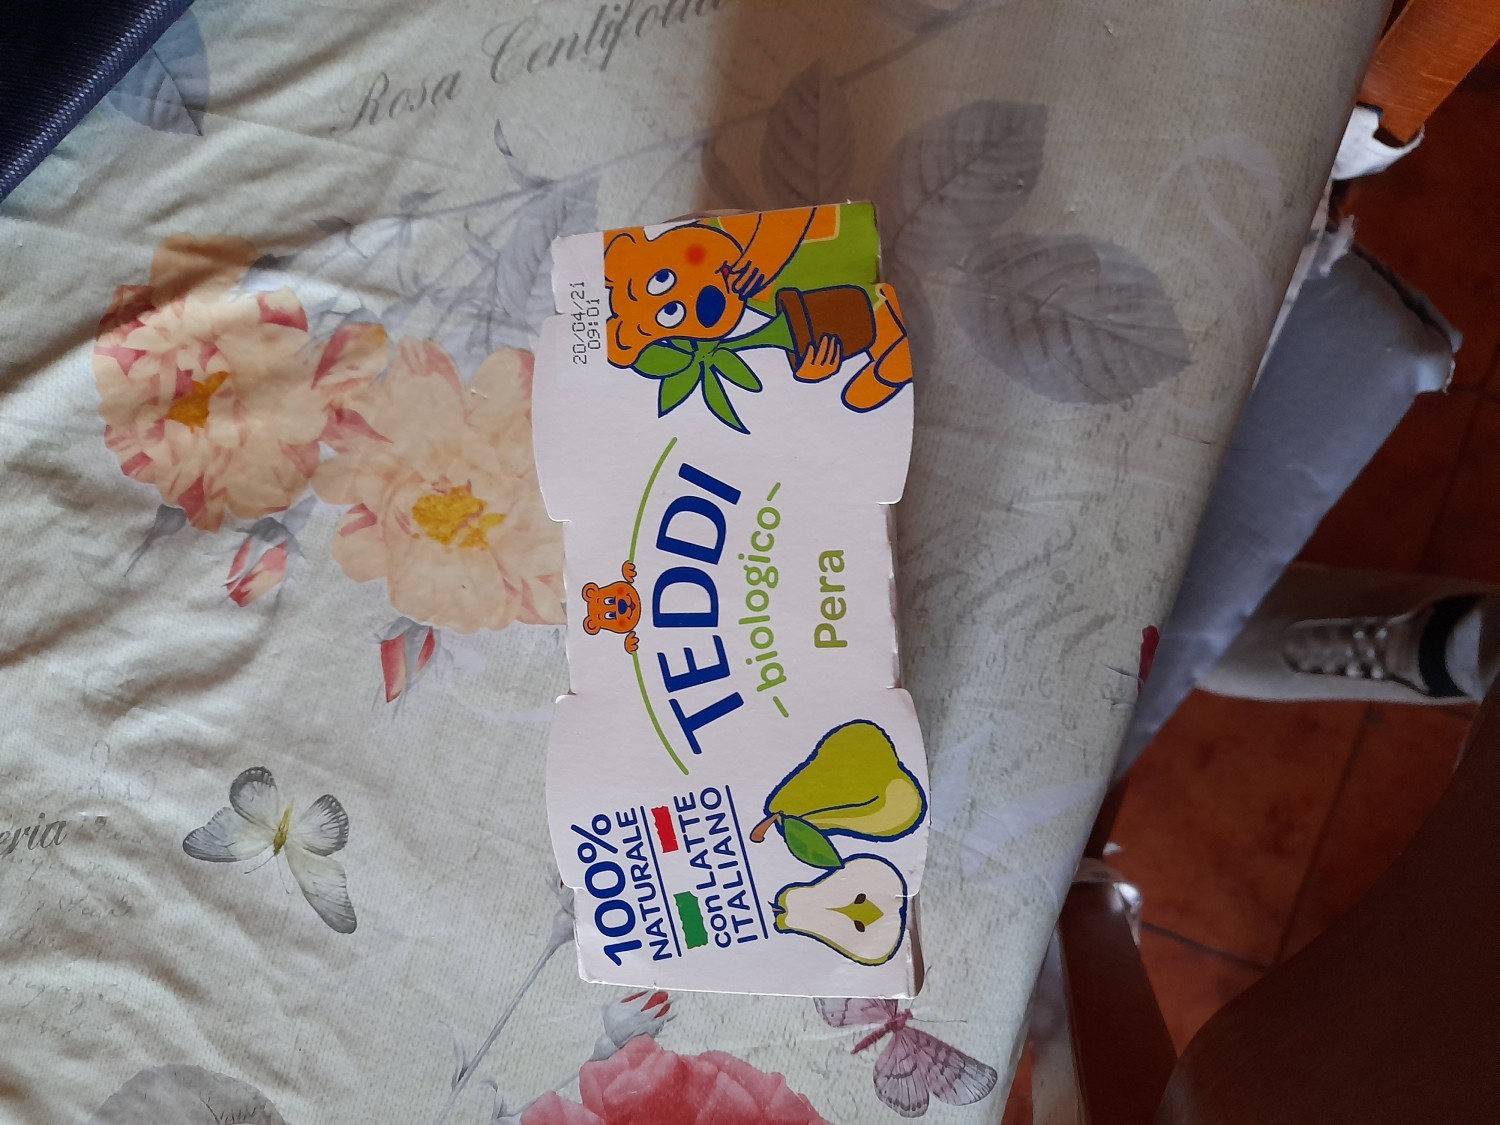 Rosa Centifolia
20/04/21
09:01
TEDDI
-biologico-
Pera
100%
NATURALE
con LATTE
ITALIANO